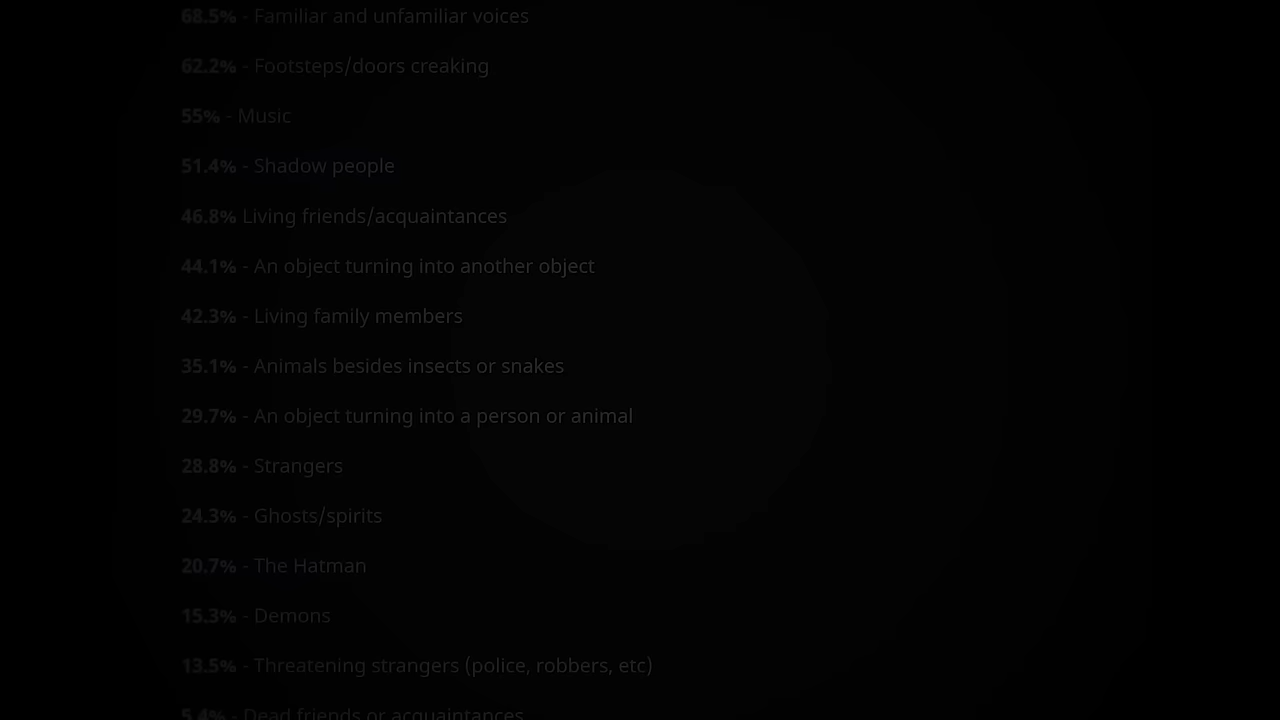 68.5% - Familiar and unfamiliar voices
62.2% - Footsteps/doors creaking
55% - Music
51.4% - Shadow people
46.8% Living friends/acquaintances
44.1% - An object turning into another object
42.3% - Living family members
35.1% - Animals besides insects or snakes
29.7% - An object turning into a person or animal
28.8% - Strangers
24.3% - Ghosts/spirits
20.7% - The Hatman
15.3% - Demons
13.5% - Threatening strangers (police, robbers, etc)
5.4% - Dead friends or acquaintances